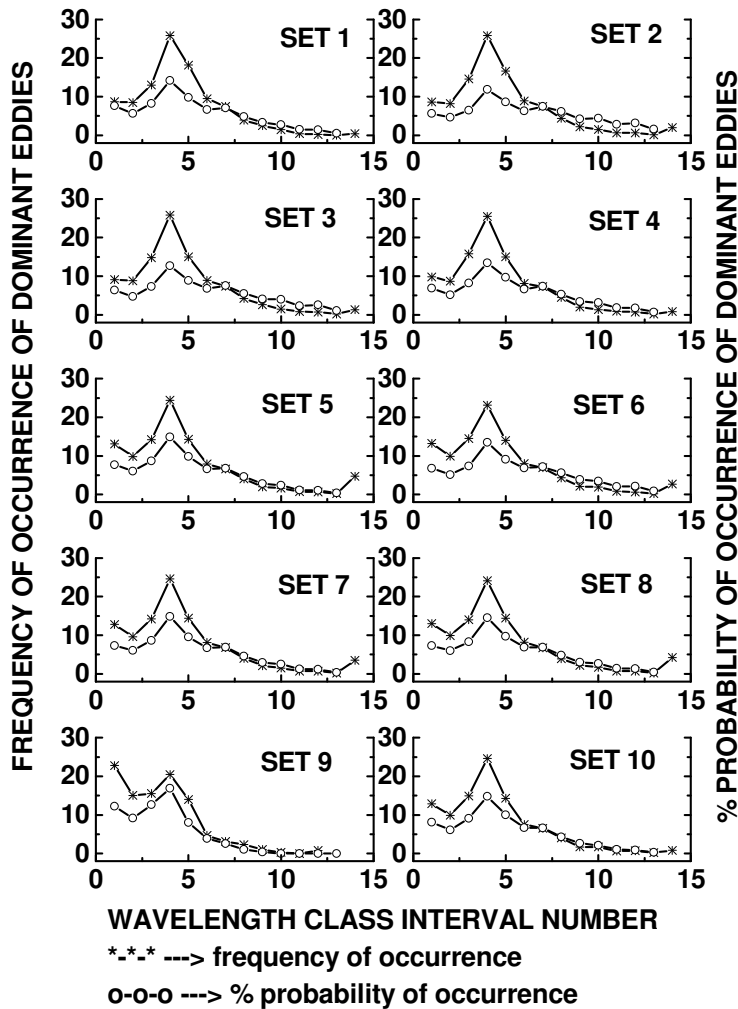 FREQUENCY OF OCCURRENCE OF DOMINANT EDDIES
% PROBABILITY OF OCCURRENCE OF DOMINANT EDDIES
SET 1
30
20
10
0
0 5 10 15
SET 2
30
20
10
0
0 5 10 15
SET 3
30
20
10
0
0 5 10 15
SET 4
30
20
10
0
0 5 10 15
SET 5
30
20
10
0
0 5 10 15
SET 6
30
20
10
0
0 5 10 15
SET 7
30
20
10
0
0 5 10 15
SET 8
30
20
10
0
0 5 10 15
SET 9
30
20
10
0
0 5 10 15
SET 10
30
20
10
0
0 5 10 15
WAVELENGTH CLASS INTERVAL NUMBER
*-*-* ---> frequency of occurrence
o-o-o ---> % probability of occurrence